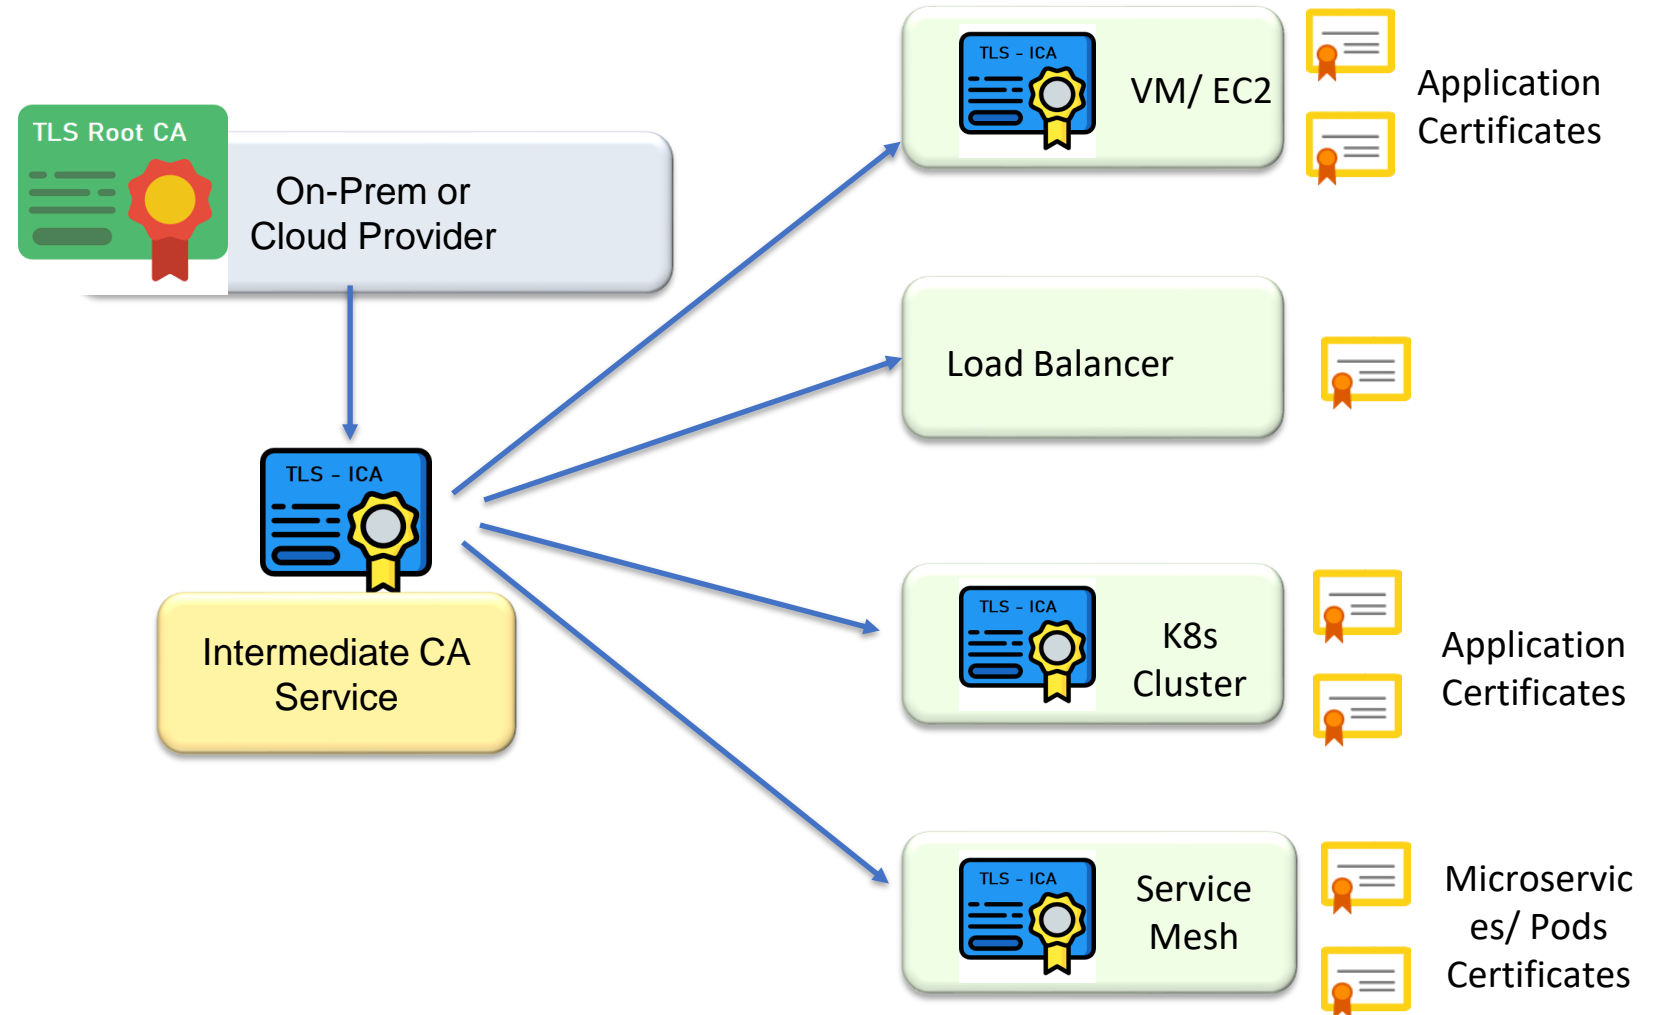 TLS Root CA
On-Prem or
Cloud Provider
TLS - ICA
Intermediate CA
Service
TLS - ICA
VM/ EC2
Application
Certificates
Load Balancer
TLS - ICA
K8s
Cluster
Application
Certificates
TLS - ICA
Service
Mesh
Microservic
es/ Pods
Certificates